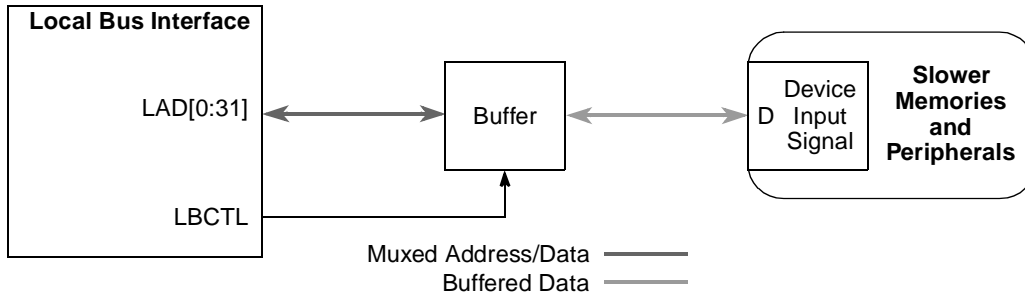 Local Bus Interface
LAD[0:31]
LBCTL
Buffer
D
Device
Input
Signal
Slower
Memories
and
Peripherals
Muxed Address/Data
Buffered Data